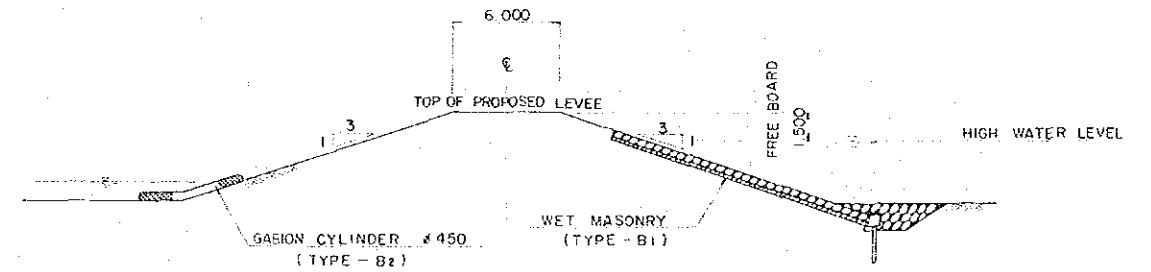 6.000
℄
TOP OF PROPOSED LEVEE
1
3
3
1
FREE BOARD
1.500
HIGH WATER LEVEL
GABION CYLINDER ø450
(TYPE-B2)
WET MASONRY
(TYPE-B1)